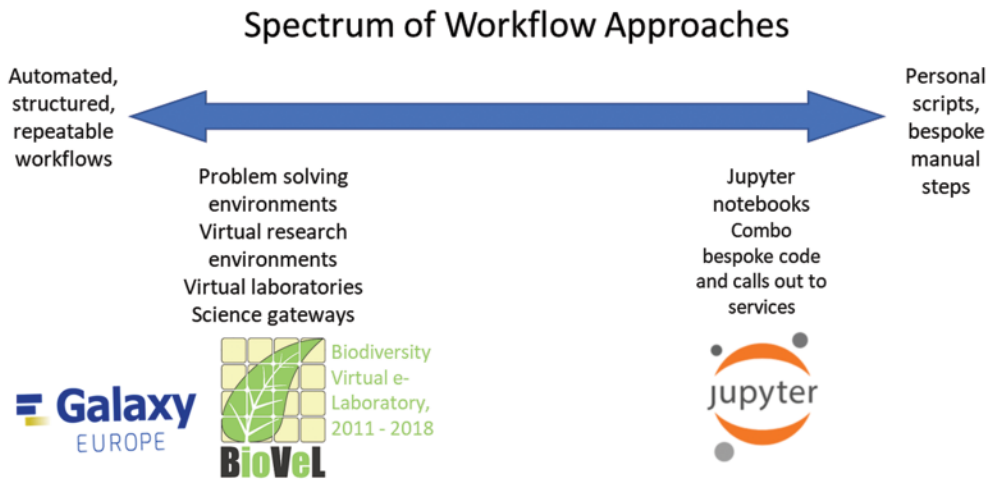 Spectrum of Workflow Approaches
Automated,
structured,
repeatable
workflows
Personal
scripts,
bespoke
manual
steps
Problem solving
environments
Virtual research
environments
Virtual laboratories
Science gateways
Jupyter
notebooks
Combo
bespoke code
and calls out to
services
Galaxy
EUROPE
Biodiversity
Virtual e-
Laboratory,
2011 - 2018
BioVeL
jupyter